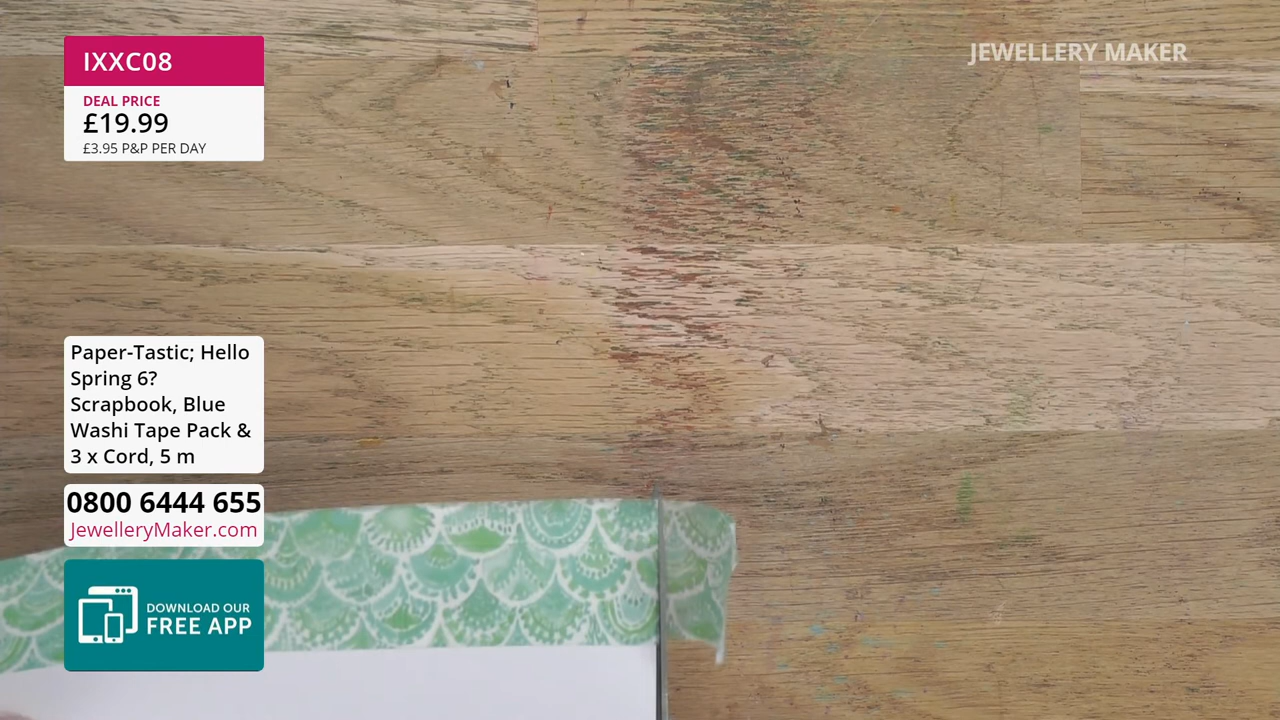 IXXC08
DEAL PRICE
£19.99
£3.95 P&P PER DAY
JEWELLERY MAKER
Paper-Tastic; Hello
Spring 6?
Scrapbook, Blue
Washi Tape Pack &
3 x Cord, 5 m
0800 6444 655
JewelleryMaker.com
DOWNLOAD OUR
FREE APP